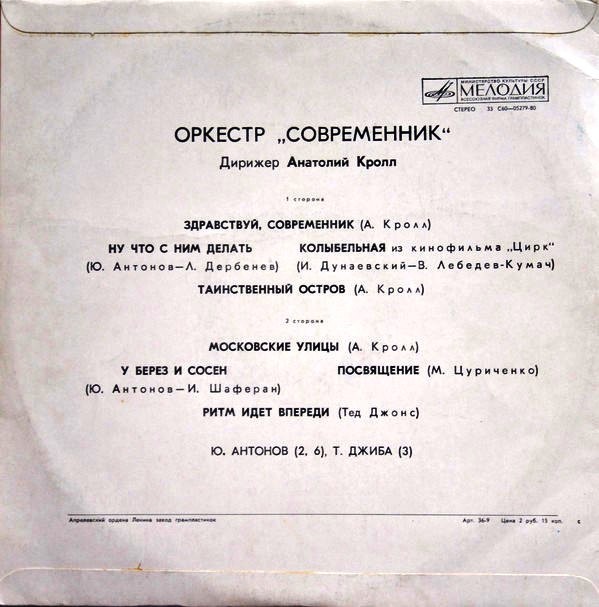 МИНИСТЕРСТВО КУЛЬТУРЫ СССР
МЕЛОДИЯ
ВСЕСОЮЗНАЯ ФИРМА ГРАМПЛАСТИНОК
СТЕРЕО 33 С60—05279-80
ОРКЕСТР „СОВРЕМЕННИК“
Дирижер Анатолий Кролл
1 сторона
ЗДРАВСТВУЙ, СОВРЕМЕННИК (А. Кролл)
НУ ЧТО С НИМ ДЕЛАТЬ КОЛЫБЕЛЬНАЯ из кинофильма „Цирк“
(Ю. Антонов—Л. Дербенев) (И. Дунаевский—В. Лебедев-Кумач)
ТАИНСТВЕННЫЙ ОСТРОВ (А. Кролл)
2 сторона
МОСКОВСКИЕ УЛИЦЫ (А. Кролл)
У БЕРЕЗ И СОСЕН ПОСВЯЩЕНИЕ (М. Цуриченко)
(Ю. Антонов—И. Шаферан)
РИТМ ИДЕТ ВПЕРЕДИ (Тед Джонс)
Ю. АНТОНОВ (2, 6), Т. ДЖИБА (3)
Апрелевский ордена Ленина завод грампластинок Арт. 36-9 Цена 2 руб. 15 коп. с